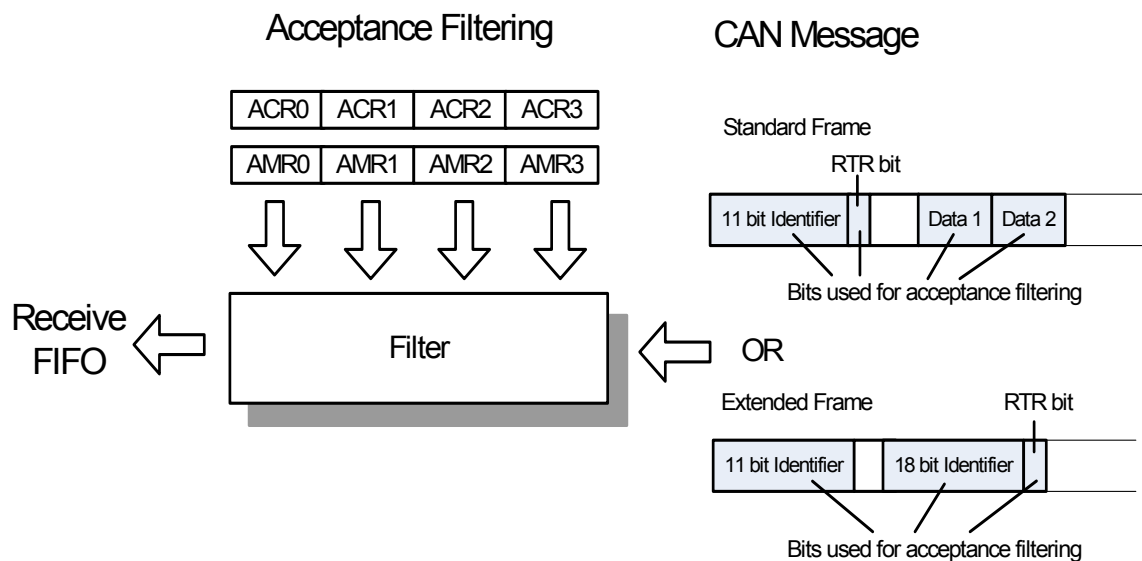 Acceptance Filtering
CAN Message
ACR0 ACR1 ACR2 ACR3
AMR0 AMR1 AMR2 AMR3
Standard Frame
RTR bit
11 bit Identifier Data 1 Data 2
Bits used for acceptance filtering
Receive
FIFO
Filter
OR
Extended Frame
RTR bit
11 bit Identifier 18 bit Identifier
Bits used for acceptance filtering